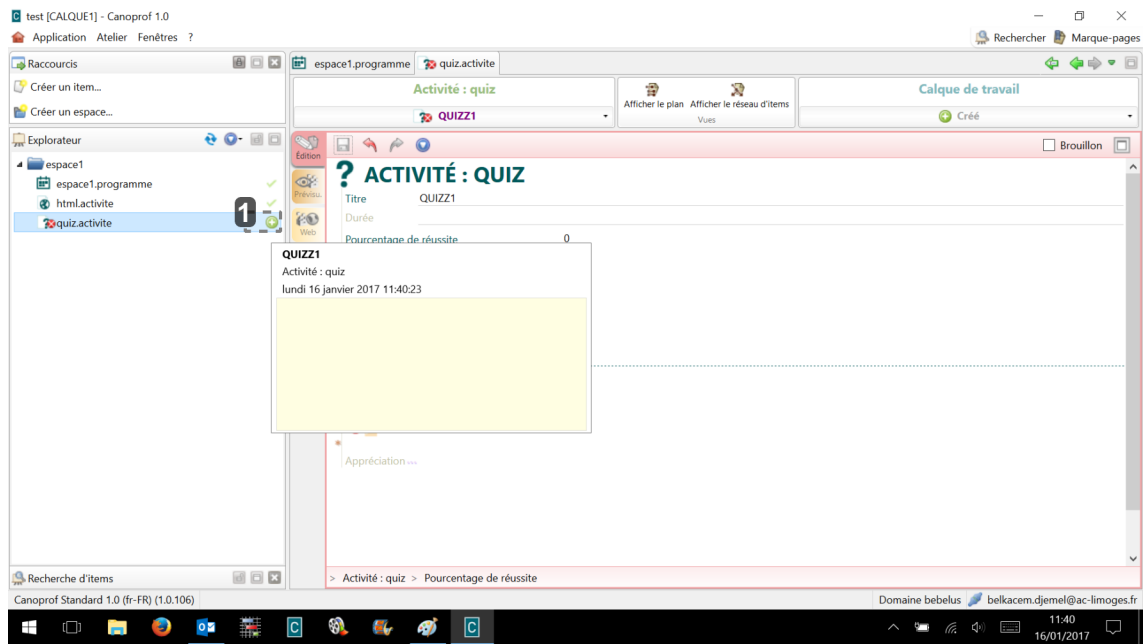 test [CALQUE1] - Canoprof 1.0
Application Atelier Fenêtres ?
Rechercher Marque-pages
Raccourcis
Créer un item...
Créer un espace...
Explorateur
espace1
espace1.programme
html.activite
quiz.activite
1
Recherche d'items
espace1.programme quiz.activite
Activité : quiz
QUIZZ1
Afficher le plan Afficher le réseau d'items
Vues
Calque de travail
Créé
Édition
Prévisu.
Web
Brouillon
? ACTIVITÉ : QUIZ
Titre QUIZZ1
Durée
Pourcentage de réussite 0
QUIZZ1
Activité : quiz
lundi 16 janvier 2017 11:40:23
Appréciation
> Activité : quiz > Pourcentage de réussite
Canoprof Standard 1.0 (fr-FR) (1.0.106)
Domaine bebelus belkacem.djemel@ac-limoges.fr
11:40
16/01/2017